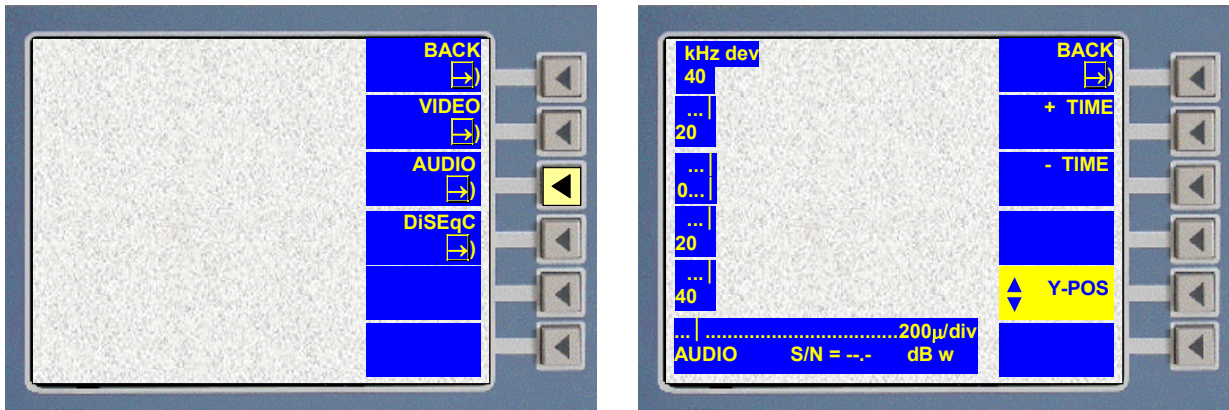 BACK
→)
VIDEO
→)
AUDIO
→)
DiSEqC
→)
kHz dev
40
...|
20
...|
0...|
...|
20
...|
40
...|...................................200µ/div
AUDIO S/N = --.- dB w
BACK
→)
+ TIME
- TIME
Y-POS